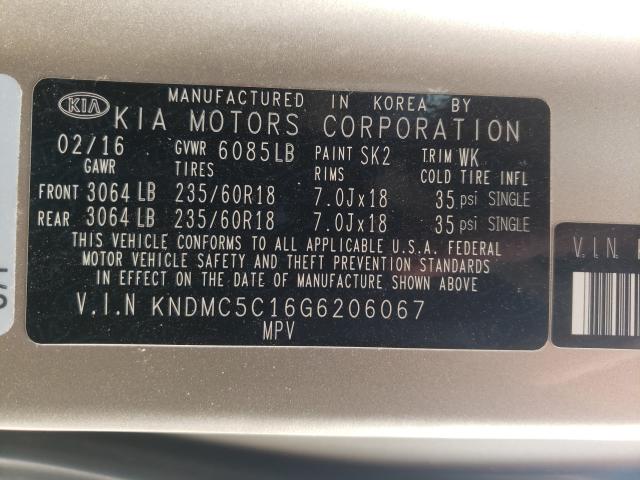 KIA MANUFACTURED IN KOREA BY
KIA MOTORS CORPORATION
02/16 GVWR 6085LB PAINT SK2 TRIM WK
GAWR TIRES RIMS COLD TIRE INFL
FRONT 3064 LB 235/60R18 7.0Jx18 35 psi SINGLE
REAR 3064 LB 235/60R18 7.0Jx18 35 psi SINGLE
THIS VEHICLE CONFORMS TO ALL APPLICABLE U.S.A. FEDERAL
MOTOR VEHICLE SAFETY AND THEFT PREVENTION STANDARDS
IN EFFECT ON THE DATE OF MANUFACTURE SHOWN ABOVE.
V.I.N KNDMC5C16G6206067
MPV
V.I.N.